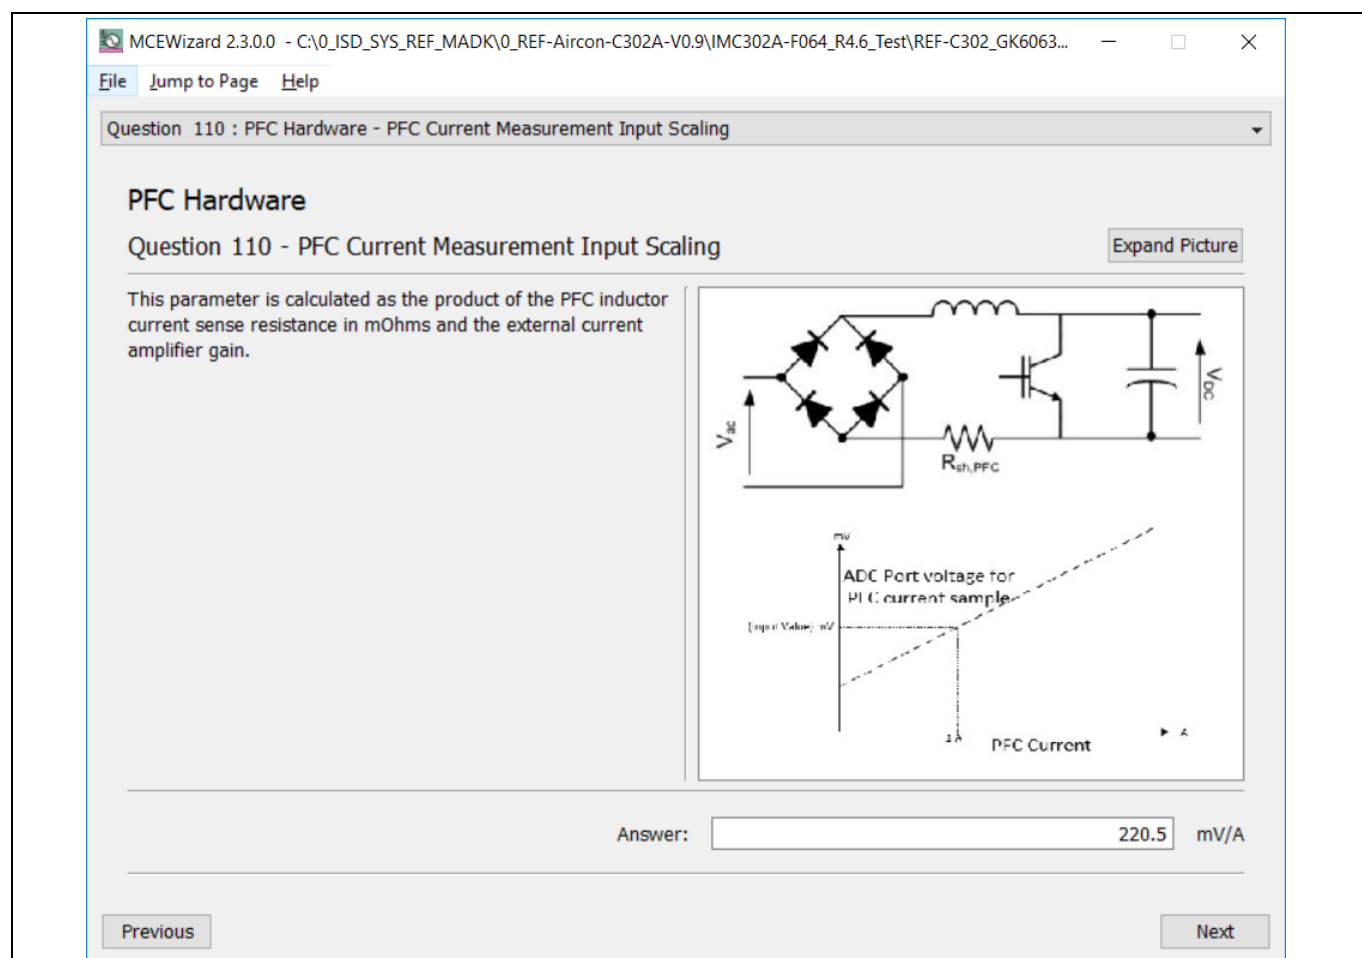 MCEWizard 2.3.0.0 - C:\0_ISD_SYS_REF_MADK\0_REF-Aircon-C302A-V0.9\IMC302A-F064_R4.6_Test\REF-C302_GK6063...
File Jump to Page Help
Question 110 : PFC Hardware - PFC Current Measurement Input Scaling
PFC Hardware
Question 110 - PFC Current Measurement Input Scaling
Expand Picture
This parameter is calculated as the product of the PFC inductor
current sense resistance in mOhms and the external current
amplifier gain.
Vac
Rsh,PFC
VDC
mV
ADC Port voltage for
PFC current sample
(Input Value) mV
1 A
PFC Current
A
Answer:
220.5 mV/A
Previous
Next